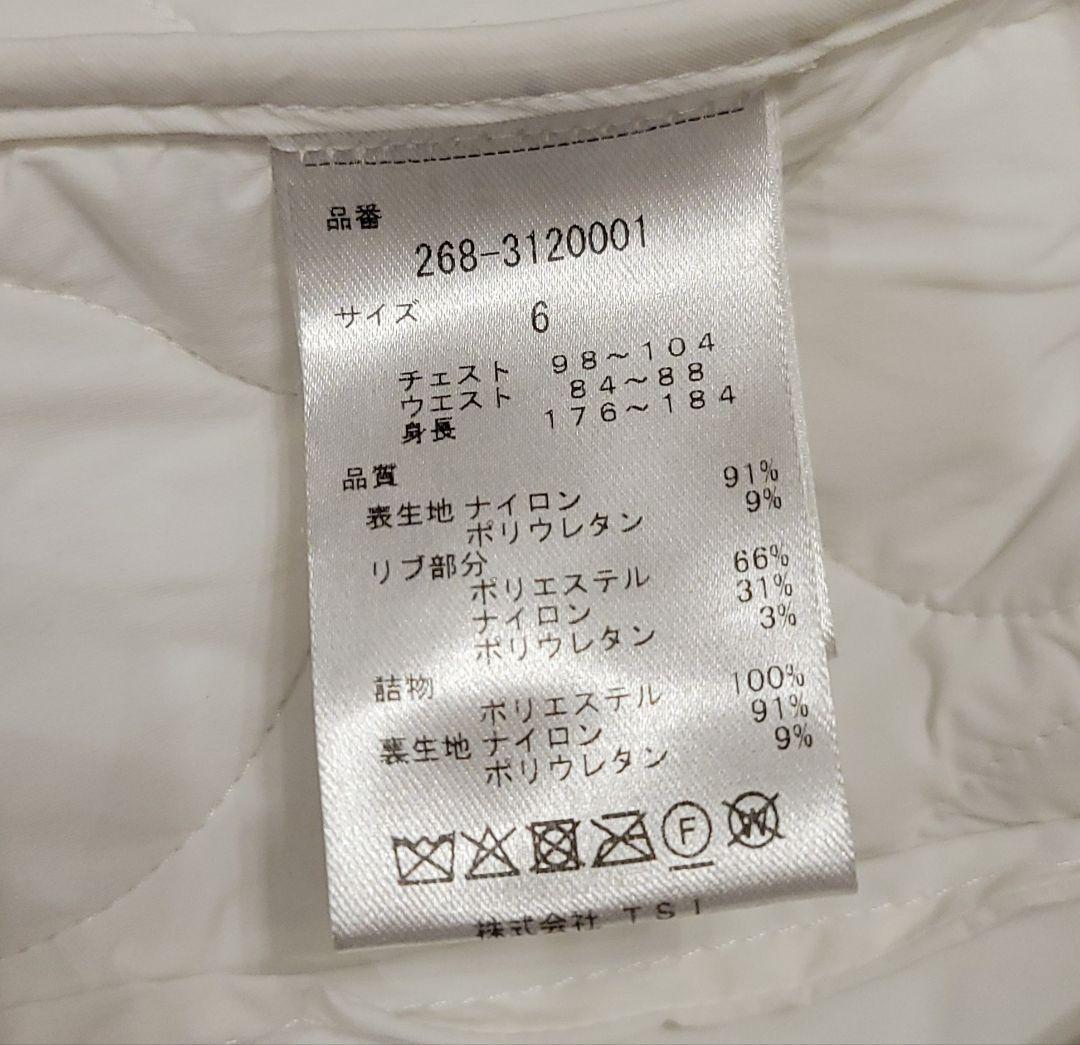 品番
268-3120001
サイズ 6
チェスト 98～104
ウエスト 84～88
身長 176～184
品質
表生地 ナイロン 91%
ポリウレタン 9%
リブ部分
ポリエステル 66%
ナイロン 31%
ポリウレタン 3%
詰物
ポリエステル 100%
裏生地 ナイロン 91%
ポリウレタン 9%
F W
株式会社 TSI